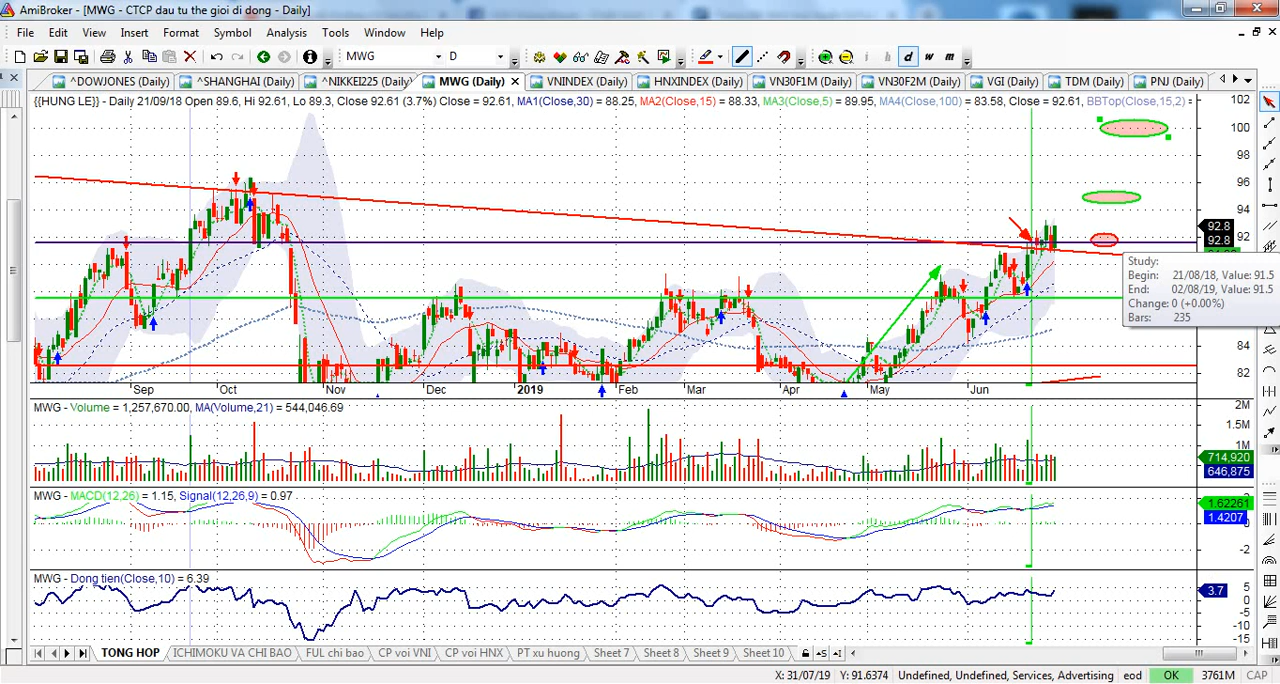 AmiBroker - [MWG - CTCP dau tu the gioi di dong - Daily]
File Edit View Insert Format Symbol Analysis Tools Window Help
MWG D i h d w m
^DOWJONES (Daily) ^SHANGHAI (Daily) ^NIKKEI225 (Daily) MWG (Daily) VNINDEX (Daily) HNXINDEX (Daily) VN30F1M (Daily) VN30F2M (Daily) VGI (Daily) TDM (Daily) PNJ (Daily)
{{HUNG LE}} - Daily 21/09/18 Open 89.6, Hi 92.61, Lo 89.3, Close 92.61 (3.7%) Close = 92.61, MA1(Close,30) = 88.25, MA2(Close,15) = 88.33, MA3(Close,5) = 89.95, MA4(Close,100) = 83.58, Close = 92.61, BBTop(Close,15,2) =
102
100
98
96
94
92.8
92
92.8
Study:
Begin: 21/08/18, Value: 91.5
End: 02/08/19, Value: 91.5
Change: 0 (+0.00%)
Bars: 235
84
82
Sep Oct Nov Dec 2019 Feb Mar Apr May Jun
MWG - Volume = 1,257,670.00, MA(Volume,21) = 544,046.69
2M
1.5M
1M
714,920
646,875
MWG - MACD(12,26) = 1.15, Signal(12,26,9) = 0.97
1.62261
1.4207
-2
MWG - Dong tien(Close,10) = 6.39
5
3.7
0
-5
-10
-15
TONG HOP ICHIMOKU VA CHI BAO FUL chi bao CP voi VNI CP voi HNX PT xu huong Sheet 7 Sheet 8 Sheet 9 Sheet 10
X: 31/07/19 Y: 91.6374 Undefined, Undefined, Services, Advertising eod OK 3761M CAP